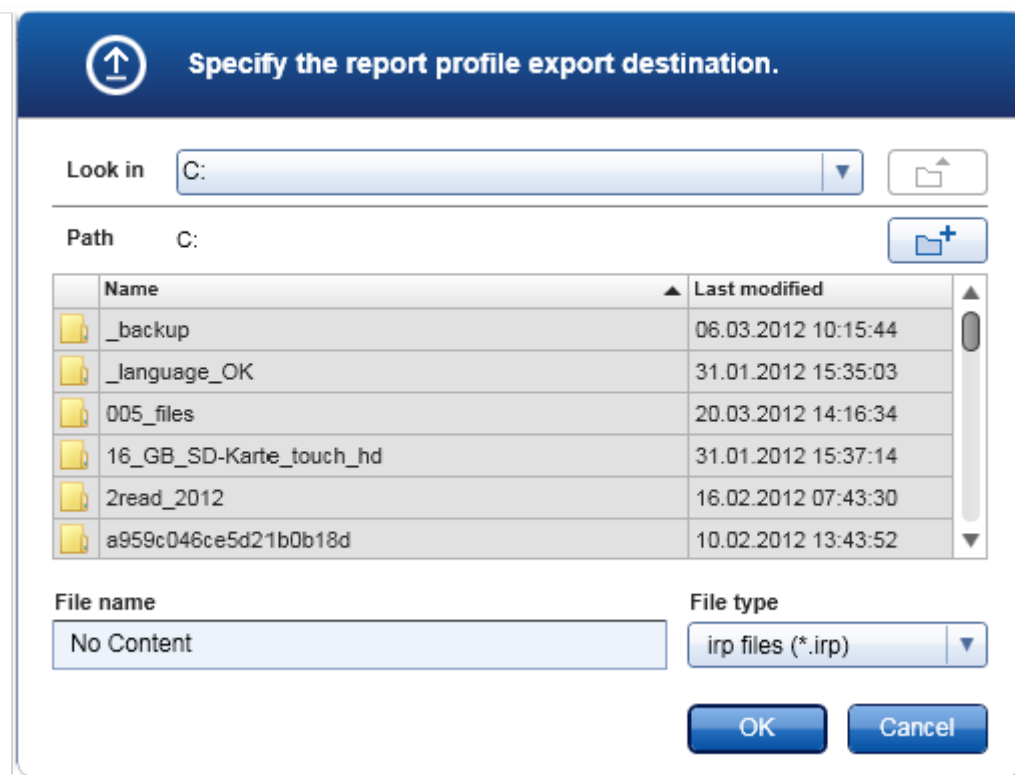 Specify the report profile export destination.
Look in C:
Path C:
Name Last modified
_backup 06.03.2012 10:15:44
_language_OK 31.01.2012 15:35:03
005_files 20.03.2012 14:16:34
16_GB_SD-Karte_touch_hd 31.01.2012 15:37:14
2read_2012 16.02.2012 07:43:30
a959c046ce5d21b0b18d 10.02.2012 13:43:52
File name File type
No Content irp files (*.irp)
OK Cancel